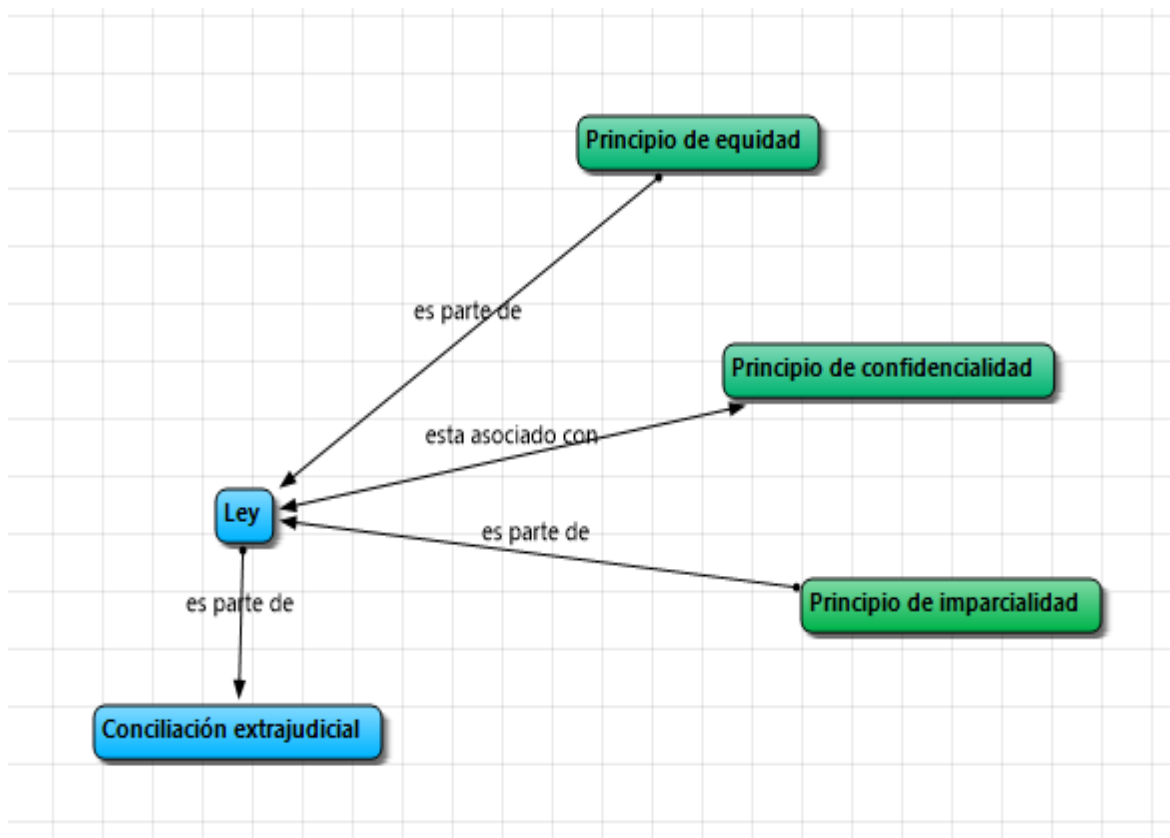 Principio de equidad
es parte de
Principio de confidencialidad
esta asociado con
Ley
es parte de
Principio de imparcialidad
es parte de
Conciliación extrajudicial